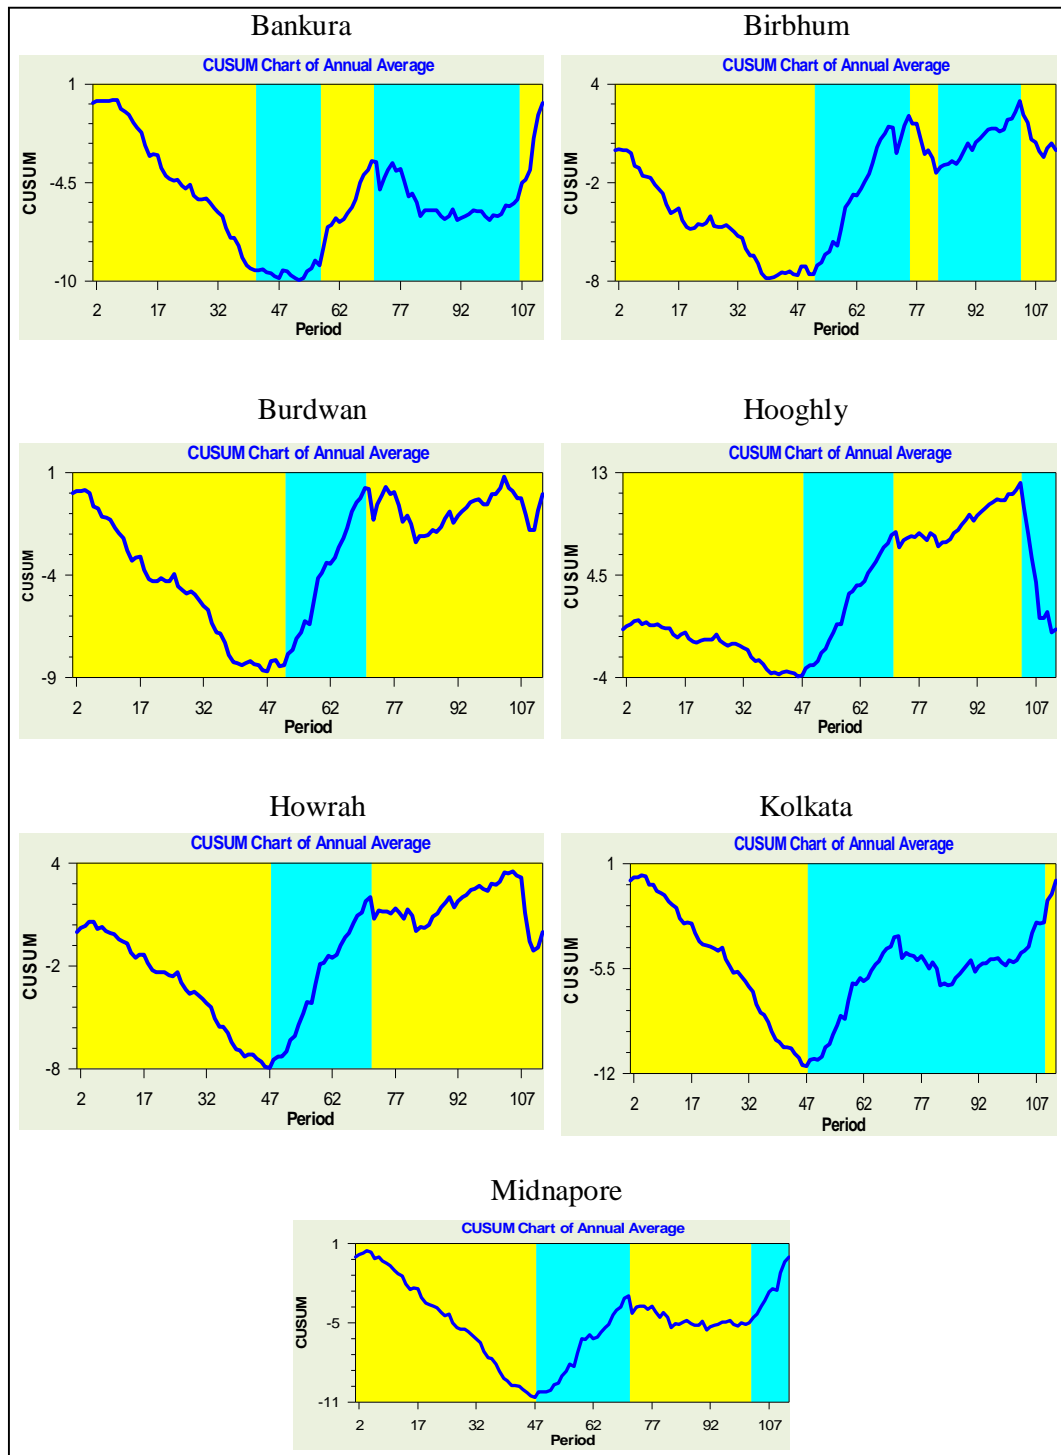 Bankura
CUSUM Chart of Annual Average
CUSUM
1
-4.5
-10
2 17 32 47 62 77 92 107
Period
Birbhum
CUSUM Chart of Annual Average
CUSUM
4
-2
-8
2 17 32 47 62 77 92 107
Period
Burdwan
CUSUM Chart of Annual Average
CUSUM
1
-4
-9
2 17 32 47 62 77 92 107
Period
Hooghly
CUSUM Chart of Annual Average
CUSUM
13
4.5
-4
2 17 32 47 62 77 92 107
Period
Howrah
CUSUM Chart of Annual Average
CUSUM
4
-2
-8
2 17 32 47 62 77 92 107
Period
Kolkata
CUSUM Chart of Annual Average
CUSUM
1
-5.5
-12
2 17 32 47 62 77 92 107
Period
Midnapore
CUSUM Chart of Annual Average
CUSUM
1
-5
-11
2 17 32 47 62 77 92 107
Period